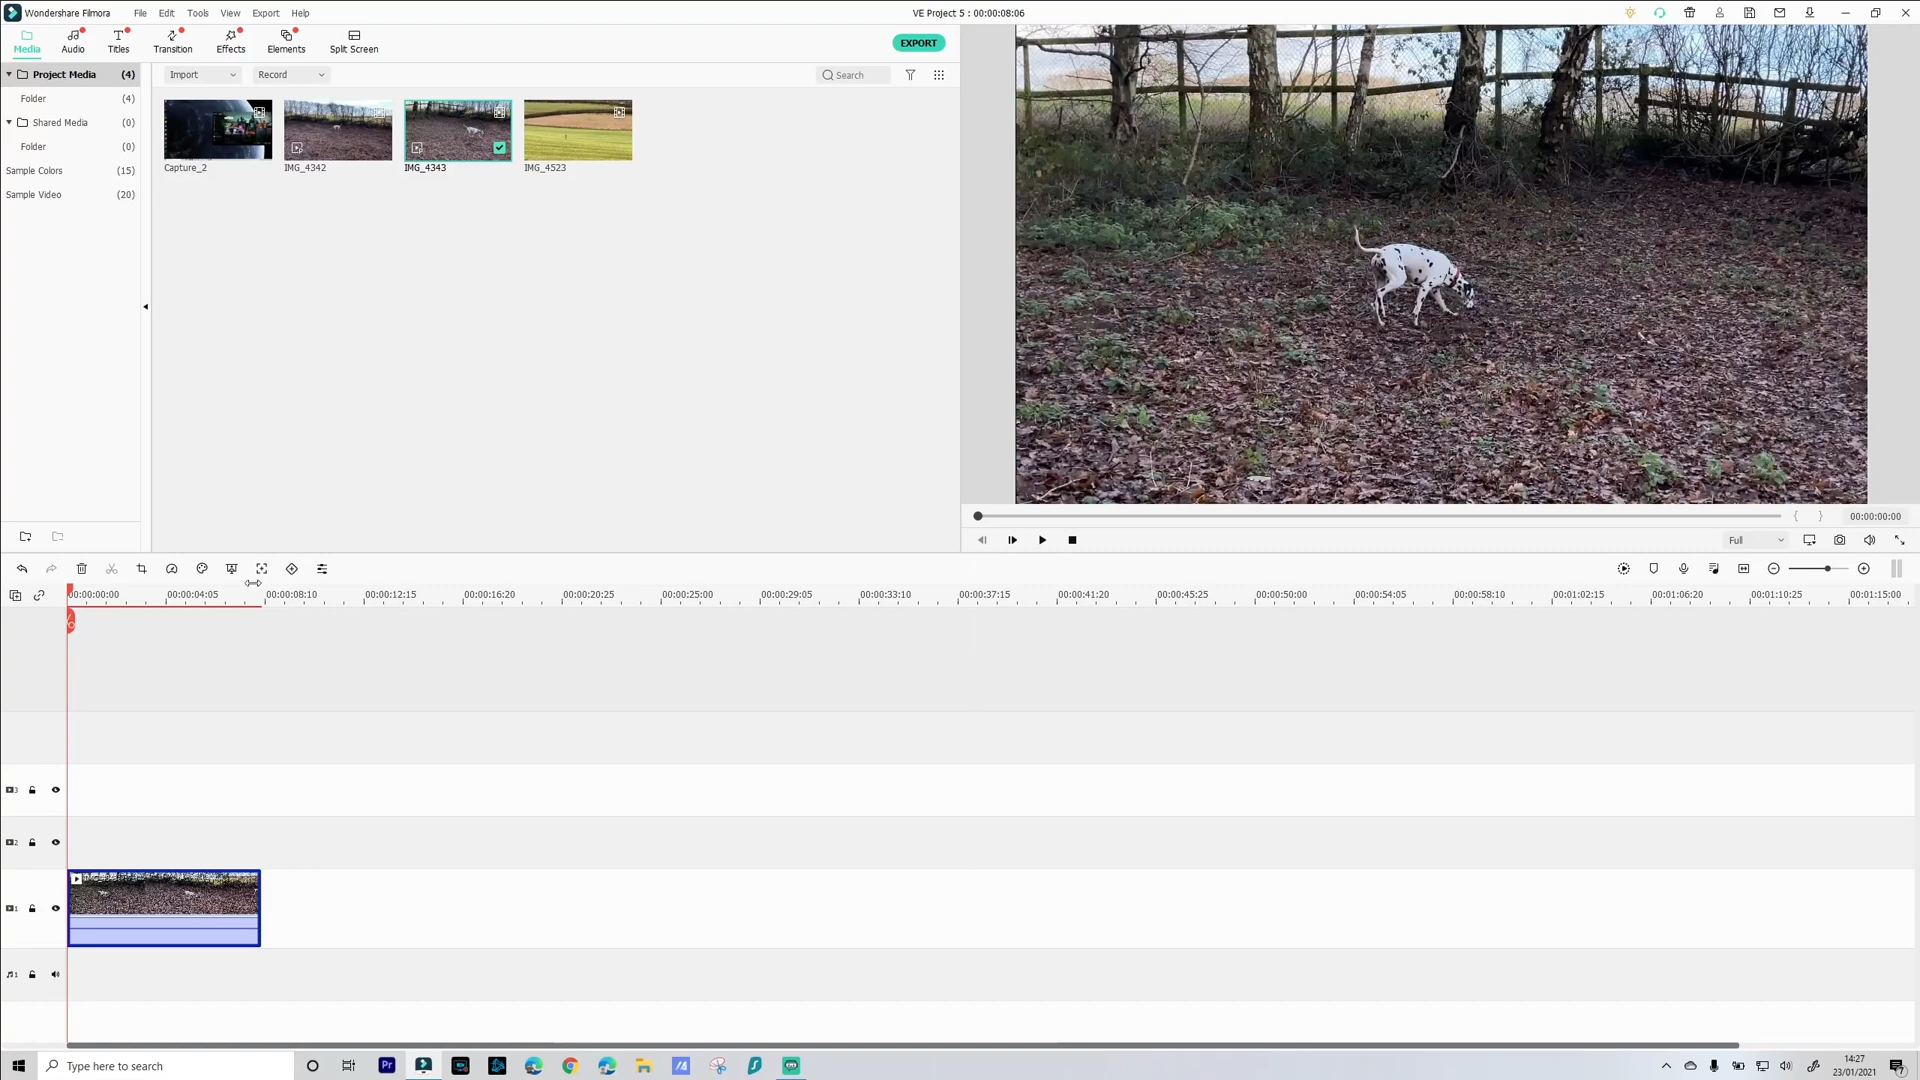 Wondershare Filmora File Edit Tools View Export Help VE Project 5 : 00:00:08:06
Media Audio Titles Transition Effects Elements Split Screen EXPORT
Project Media (4) Import Record Search
Folder (4)
Shared Media (0)
Folder (0)
Sample Colors (15)
Sample Video (20)
Capture_2 IMG_4342 IMG_4343 IMG_4523
00:00:00:00
Full
00:00:00:00 00:00:04:05 00:00:08:10 00:00:12:15 00:00:16:20 00:00:20:25 00:00:25:00 00:00:29:05 00:00:33:10 00:00:37:15 00:00:41:20 00:00:45:25 00:00:50:00 00:00:54:05 00:00:58:10 00:01:02:15 00:01:06:20 00:01:10:25 00:01:15:00
3
2
1
1
Type here to search Pr 14:27
23/01/2021 7